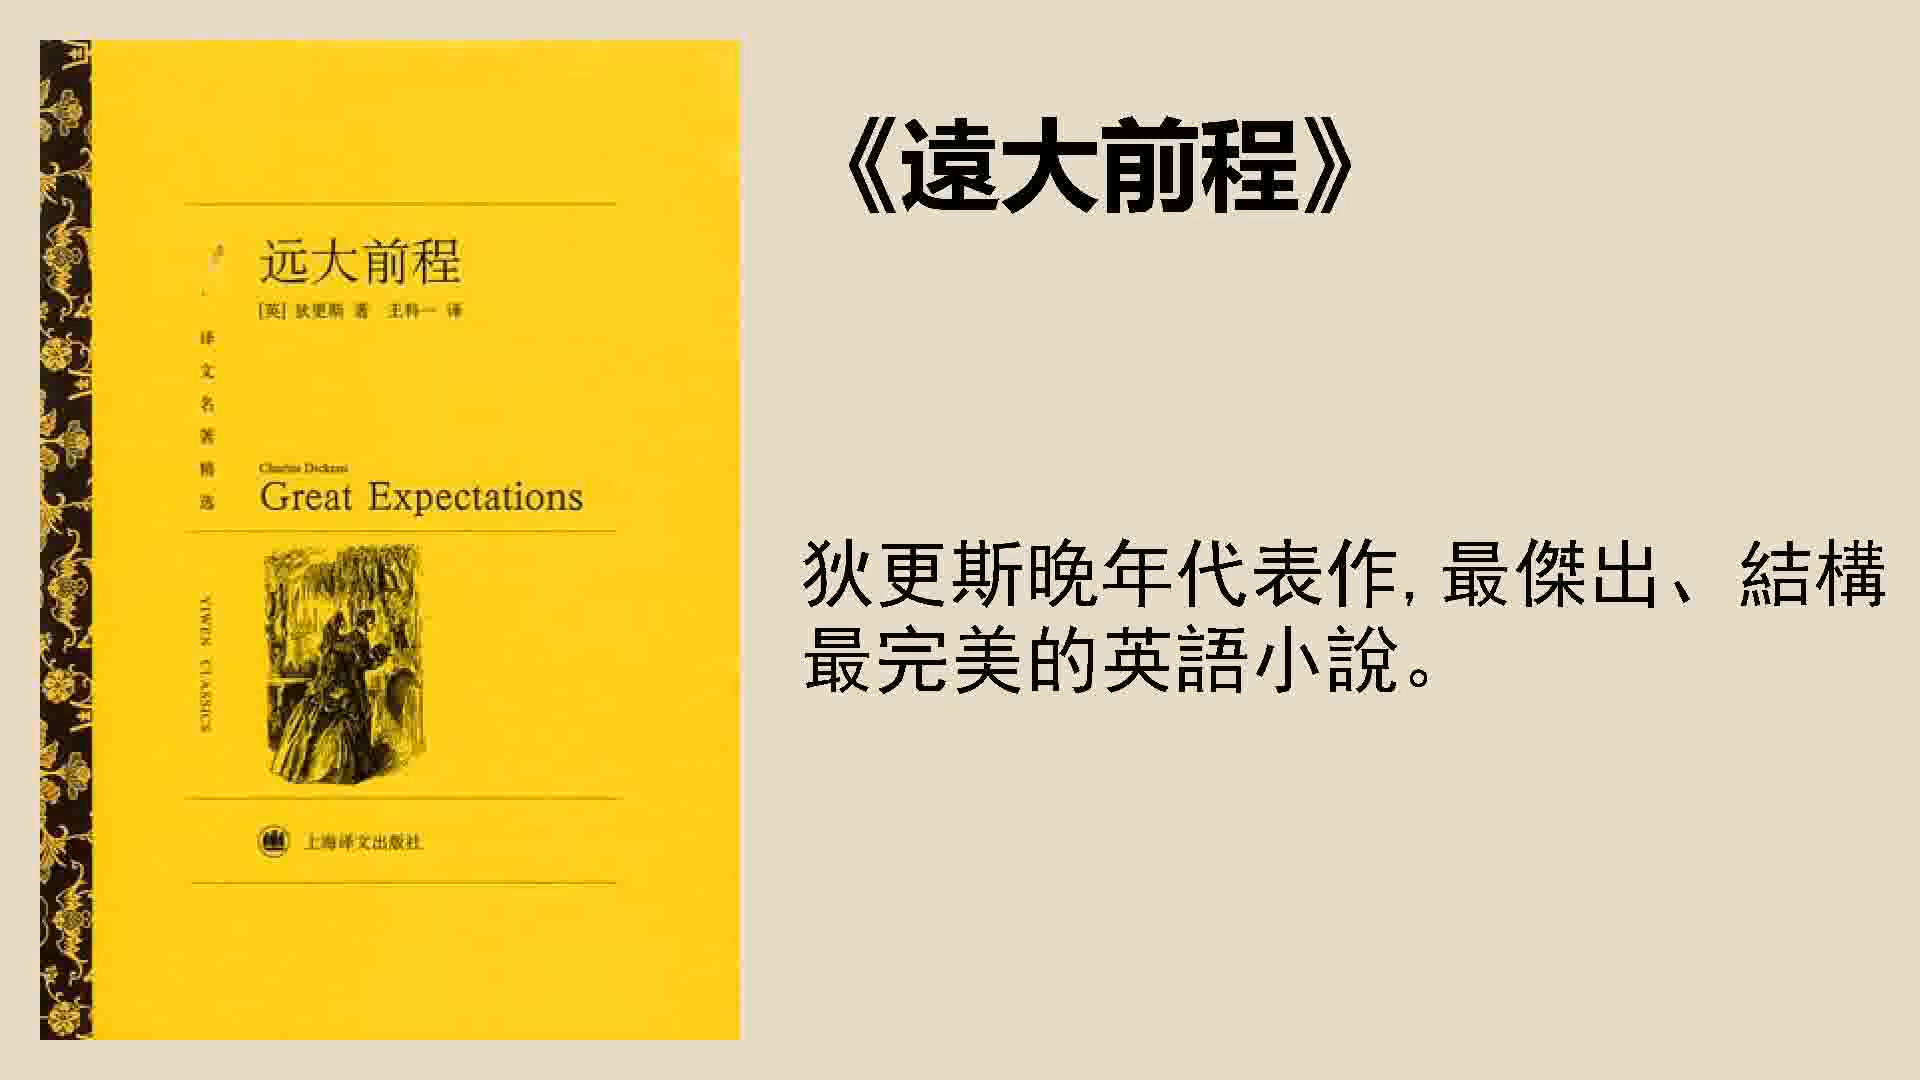 《遠大前程》
狄更斯晚年代表作,最傑出、結構
最完美的英語小說。
远大前程
[英] 狄更斯 著 王科一 译
译文名著精选
Charles Dickens
Great Expectations
YIWEN CLASSICS
上海译文出版社